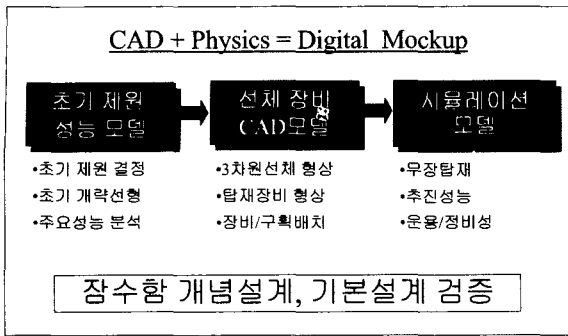 CAD + Physics = Digital Mockup
초기 제원
성능 모델
선체 장비
CAD모델
시뮬레이션
모델
•초기 제원 결정
•초기 개략선형
•주요성능 분석
•3차원선체 형상
•탑재장비 형상
•장비/구획배치
•무장탑재
•추진성능
•운용/정비성
잠수함 개념설계, 기본설계 검증